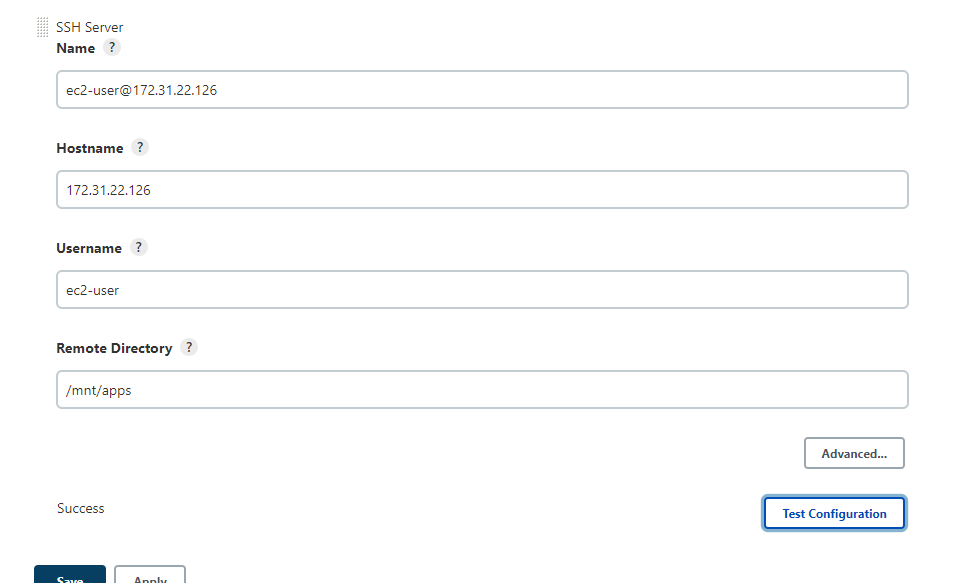 SSH Server
Name ?
ec2-user@172.31.22.126
Hostname ?
172.31.22.126
Username ?
ec2-user
Remote Directory ?
/mnt/apps
Advanced...
Success
Test Configuration
Save Apply